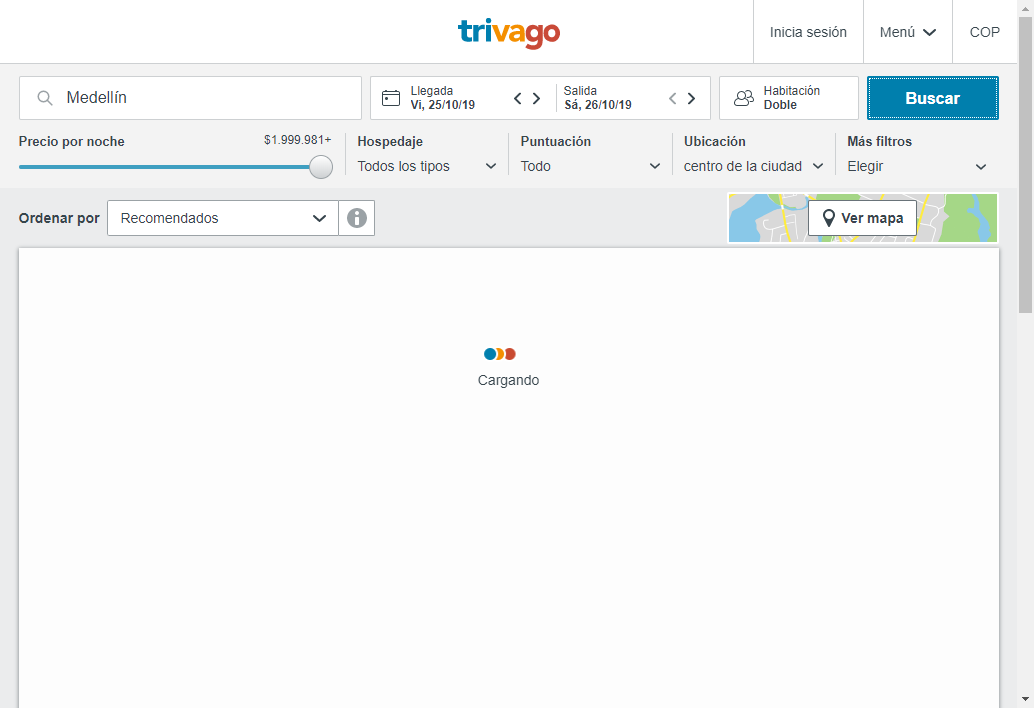 trivago
Inicia sesión
Menú
COP
Medellín
Llegada
Vi, 25/10/19
Salida
Sá, 26/10/19
Habitación
Doble
Buscar
Precio por noche
$1.999.981+
Hospedaje
Todos los tipos
Puntuación
Todo
Ubicación
centro de la ciudad
Más filtros
Elegir
Ordenar por
Recomendados
Ver mapa
Cargando